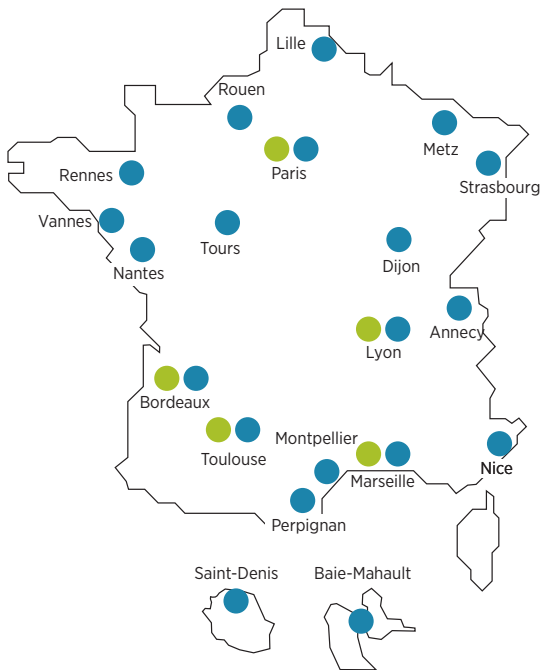 Lille
Rouen
Metz
Paris
Strasbourg
Rennes
Vannes
Tours
Dijon
Nantes
Annecy
Lyon
Bordeaux
Montpellier
Toulouse
Nice
Marseille
Perpignan
Saint-Denis
Baie-Mahault